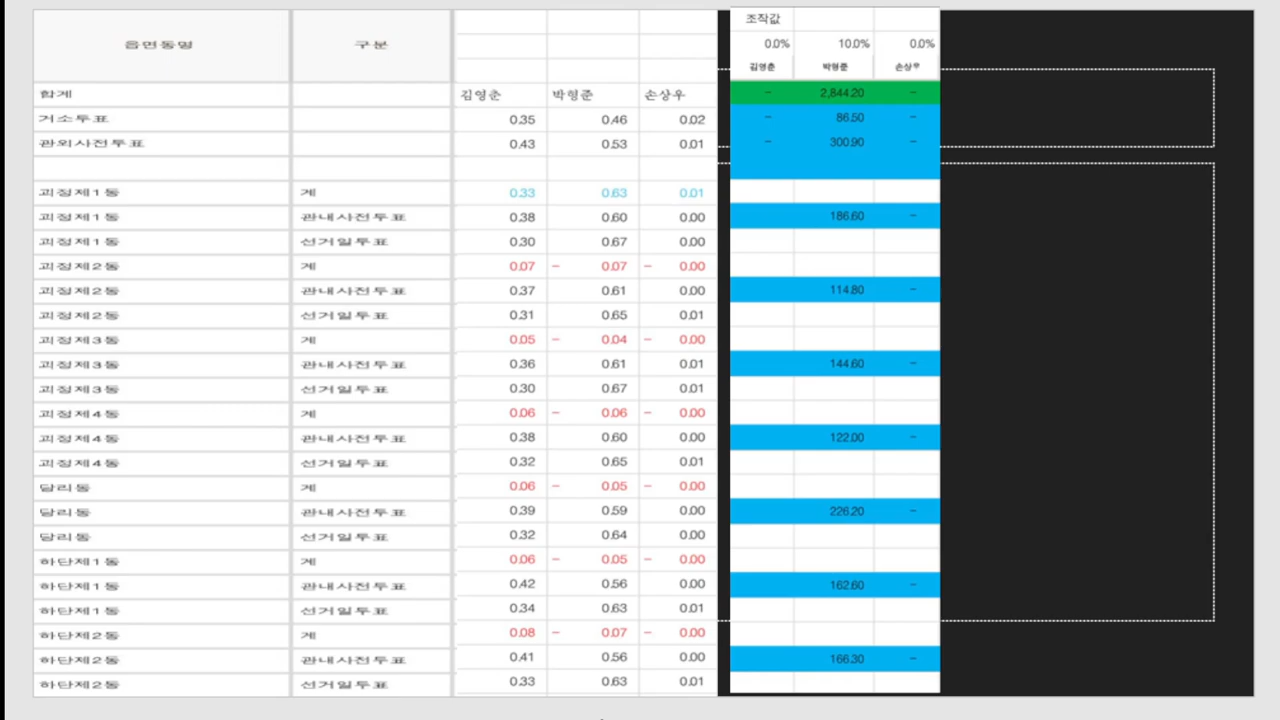 조작값
0.0% 10.0% 0.0%
읍면동명 구분 김영춘 박형준 손상우
합계 김영춘 박형준 손상우 – 2,844.20 –
거소투표 0.35 0.46 0.02 – 86.50 –
관외사전투표 0.43 0.53 0.01 – 300.90 –
괴정제1동 계 0.33 0.63 0.01
괴정제1동 관내사전투표 0.38 0.60 0.00 186.60 –
괴정제1동 선거일투표 0.30 0.67 0.00
괴정제2동 계 0.07 – 0.07 – 0.00
괴정제2동 관내사전투표 0.37 0.61 0.00 114.80 –
괴정제2동 선거일투표 0.31 0.65 0.01
괴정제3동 계 0.05 – 0.04 – 0.00
괴정제3동 관내사전투표 0.36 0.61 0.01 144.60 –
괴정제3동 선거일투표 0.30 0.67 0.01
괴정제4동 계 0.06 – 0.06 – 0.00
괴정제4동 관내사전투표 0.38 0.60 0.00 122.00 –
괴정제4동 선거일투표 0.32 0.65 0.01
당리동 계 0.06 – 0.05 – 0.00
당리동 관내사전투표 0.39 0.59 0.00 226.20 –
당리동 선거일투표 0.32 0.64 0.00
하단제1동 계 0.06 – 0.05 – 0.00
하단제1동 관내사전투표 0.42 0.56 0.00 162.60 –
하단제1동 선거일투표 0.34 0.63 0.01
하단제2동 계 0.08 – 0.07 – 0.00
하단제2동 관내사전투표 0.41 0.56 0.00 166.30 –
하단제2동 선거일투표 0.33 0.63 0.01